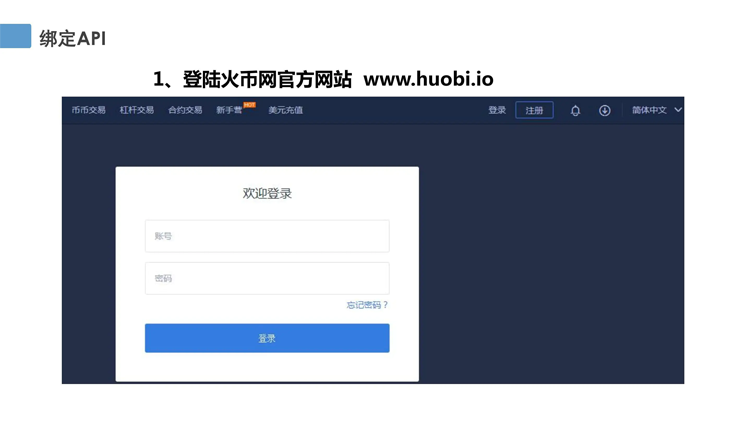 绑定API
1、登陆火币网官方网站 www.huobi.io
币币交易 杠杆交易 合约交易 新手营 HOT 美元充值 登录 注册 简体中文
欢迎登录
账号
密码
忘记密码？
登录